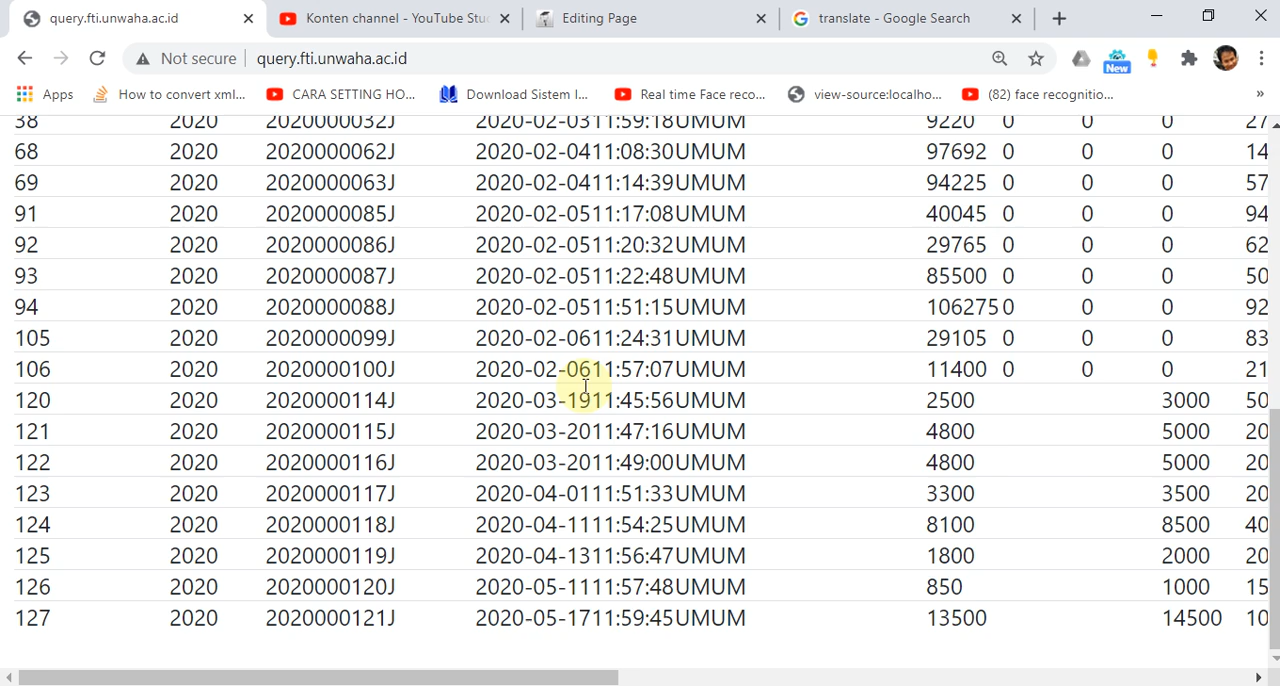 query.fti.unwaha.ac.id Konten channel - YouTube Stu Editing Page translate - Google Search
Not secure query.fti.unwaha.ac.id New
Apps How to convert xml... CARA SETTING HO... Download Sistem I... Real time Face reco... view-source:localho... (82) face recognitio... »
38 2020 2020000032J 2020-02-0311:59:18UMUM 9220 0 0 0 27
68 2020 2020000062J 2020-02-0411:08:30UMUM 97692 0 0 0 14
69 2020 2020000063J 2020-02-0411:14:39UMUM 94225 0 0 0 57
91 2020 2020000085J 2020-02-0511:17:08UMUM 40045 0 0 0 94
92 2020 2020000086J 2020-02-0511:20:32UMUM 29765 0 0 0 62
93 2020 2020000087J 2020-02-0511:22:48UMUM 85500 0 0 0 50
94 2020 2020000088J 2020-02-0511:51:15UMUM 106275 0 0 0 92
105 2020 2020000099J 2020-02-0611:24:31UMUM 29105 0 0 0 83
106 2020 2020000100J 2020-02-0611:57:07UMUM 11400 0 0 0 21
120 2020 2020000114J 2020-03-1911:45:56UMUM 2500 3000 50
121 2020 2020000115J 2020-03-2011:47:16UMUM 4800 5000 20
122 2020 2020000116J 2020-03-2011:49:00UMUM 4800 5000 20
123 2020 2020000117J 2020-04-0111:51:33UMUM 3300 3500 20
124 2020 2020000118J 2020-04-1111:54:25UMUM 8100 8500 40
125 2020 2020000119J 2020-04-1311:56:47UMUM 1800 2000 20
126 2020 2020000120J 2020-05-1111:57:48UMUM 850 1000 15
127 2020 2020000121J 2020-05-1711:59:45UMUM 13500 14500 10